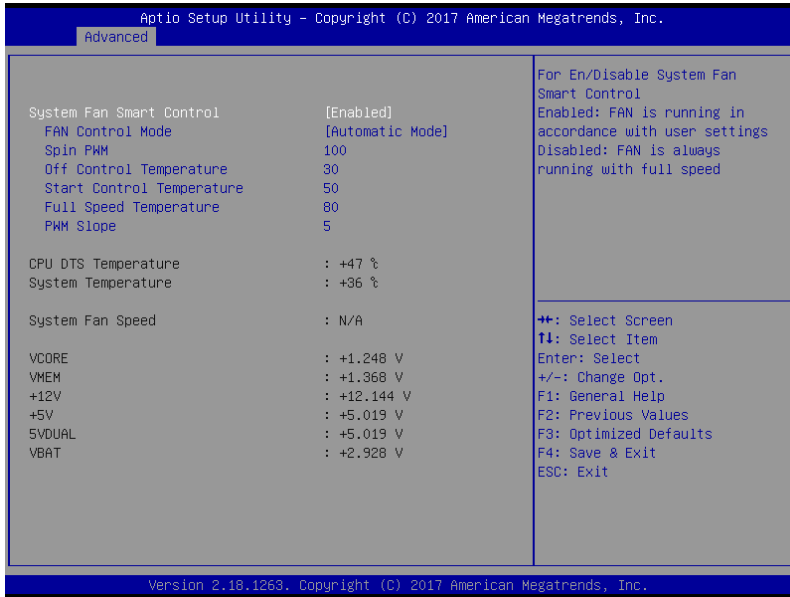 Aptio Setup Utility – Copyright (C) 2017 American Megatrends, Inc.
Advanced
System Fan Smart Control [Enabled]
FAN Control Mode [Automatic Mode]
Spin PWM 100
Off Control Temperature 30
Start Control Temperature 50
Full Speed Temperature 80
PWM Slope 5
CPU DTS Temperature : +47 ℃
System Temperature : +36 ℃
System Fan Speed : N/A
VCORE : +1.248 V
VMEM : +1.368 V
+12V : +12.144 V
+5V : +5.019 V
5VDUAL : +5.019 V
VBAT : +2.928 V
For En/Disable System Fan
Smart Control
Enabled: FAN is running in
accordance with user settings
Disabled: FAN is always
running with full speed
→←: Select Screen
↑↓: Select Item
Enter: Select
+/-: Change Opt.
F1: General Help
F2: Previous Values
F3: Optimized Defaults
F4: Save & Exit
ESC: Exit
Version 2.18.1263. Copyright (C) 2017 American Megatrends, Inc.